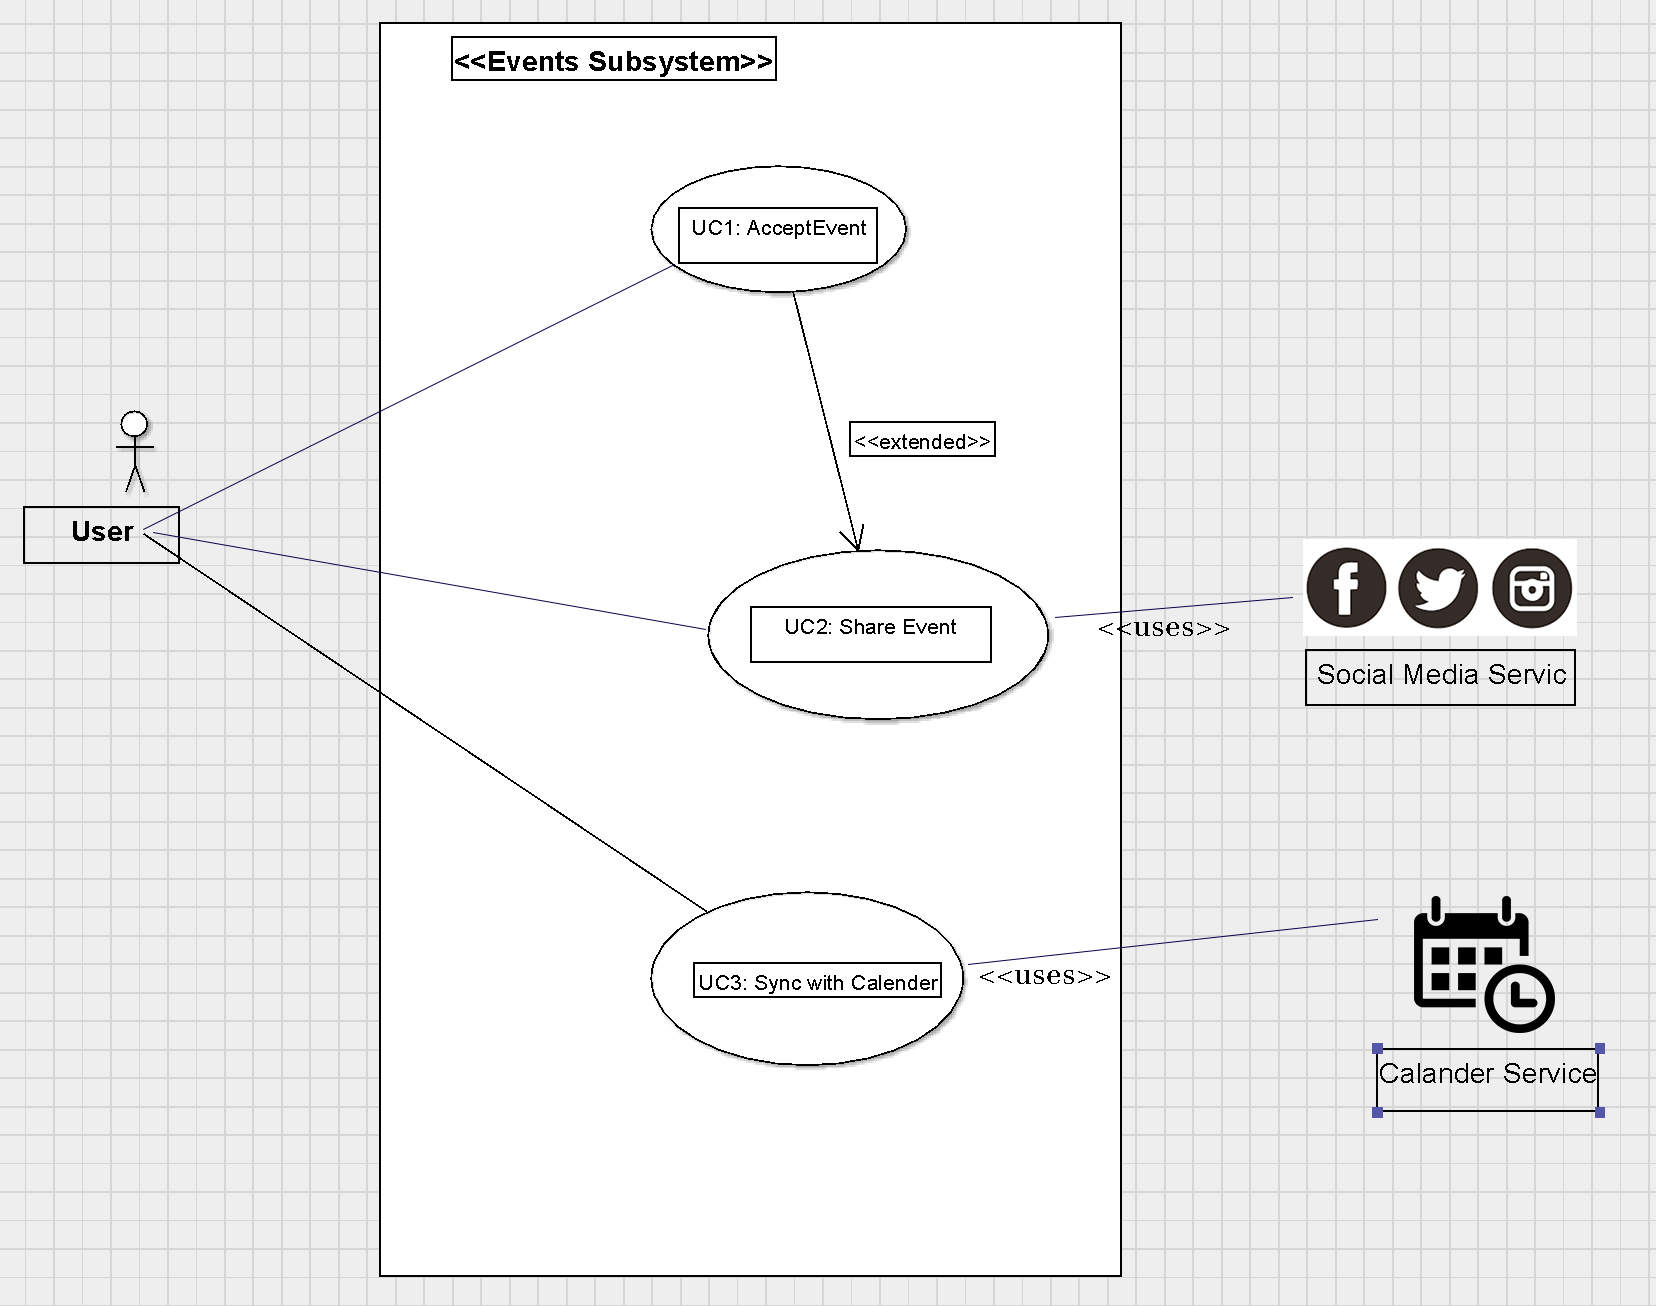 <<Events Subsystem>>
UC1: AcceptEvent
<<extended>>
User
UC2: Share Event
<<uses>>
Social Media Servic
UC3: Sync with Calender
<<uses>>
Calander Service